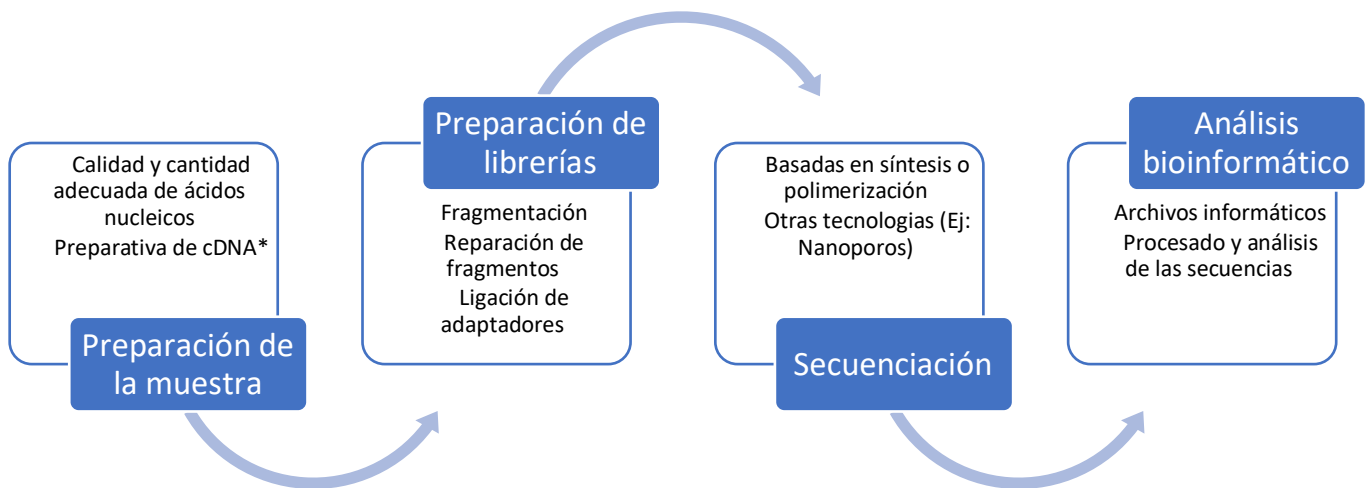 Calidad y cantidad
adecuada de ácidos
nucleicos
Preparativa de cDNA*
Preparación de
la muestra
Preparación de
librerías
Fragmentación
Reparación de
fragmentos
Ligación de
adaptadores
Basadas en síntesis o
polimerización
Otras tecnologias (Ej:
Nanoporos)
Secuenciación
Análisis
bioinformático
Archivos informáticos
Procesado y análisis
de las secuencias